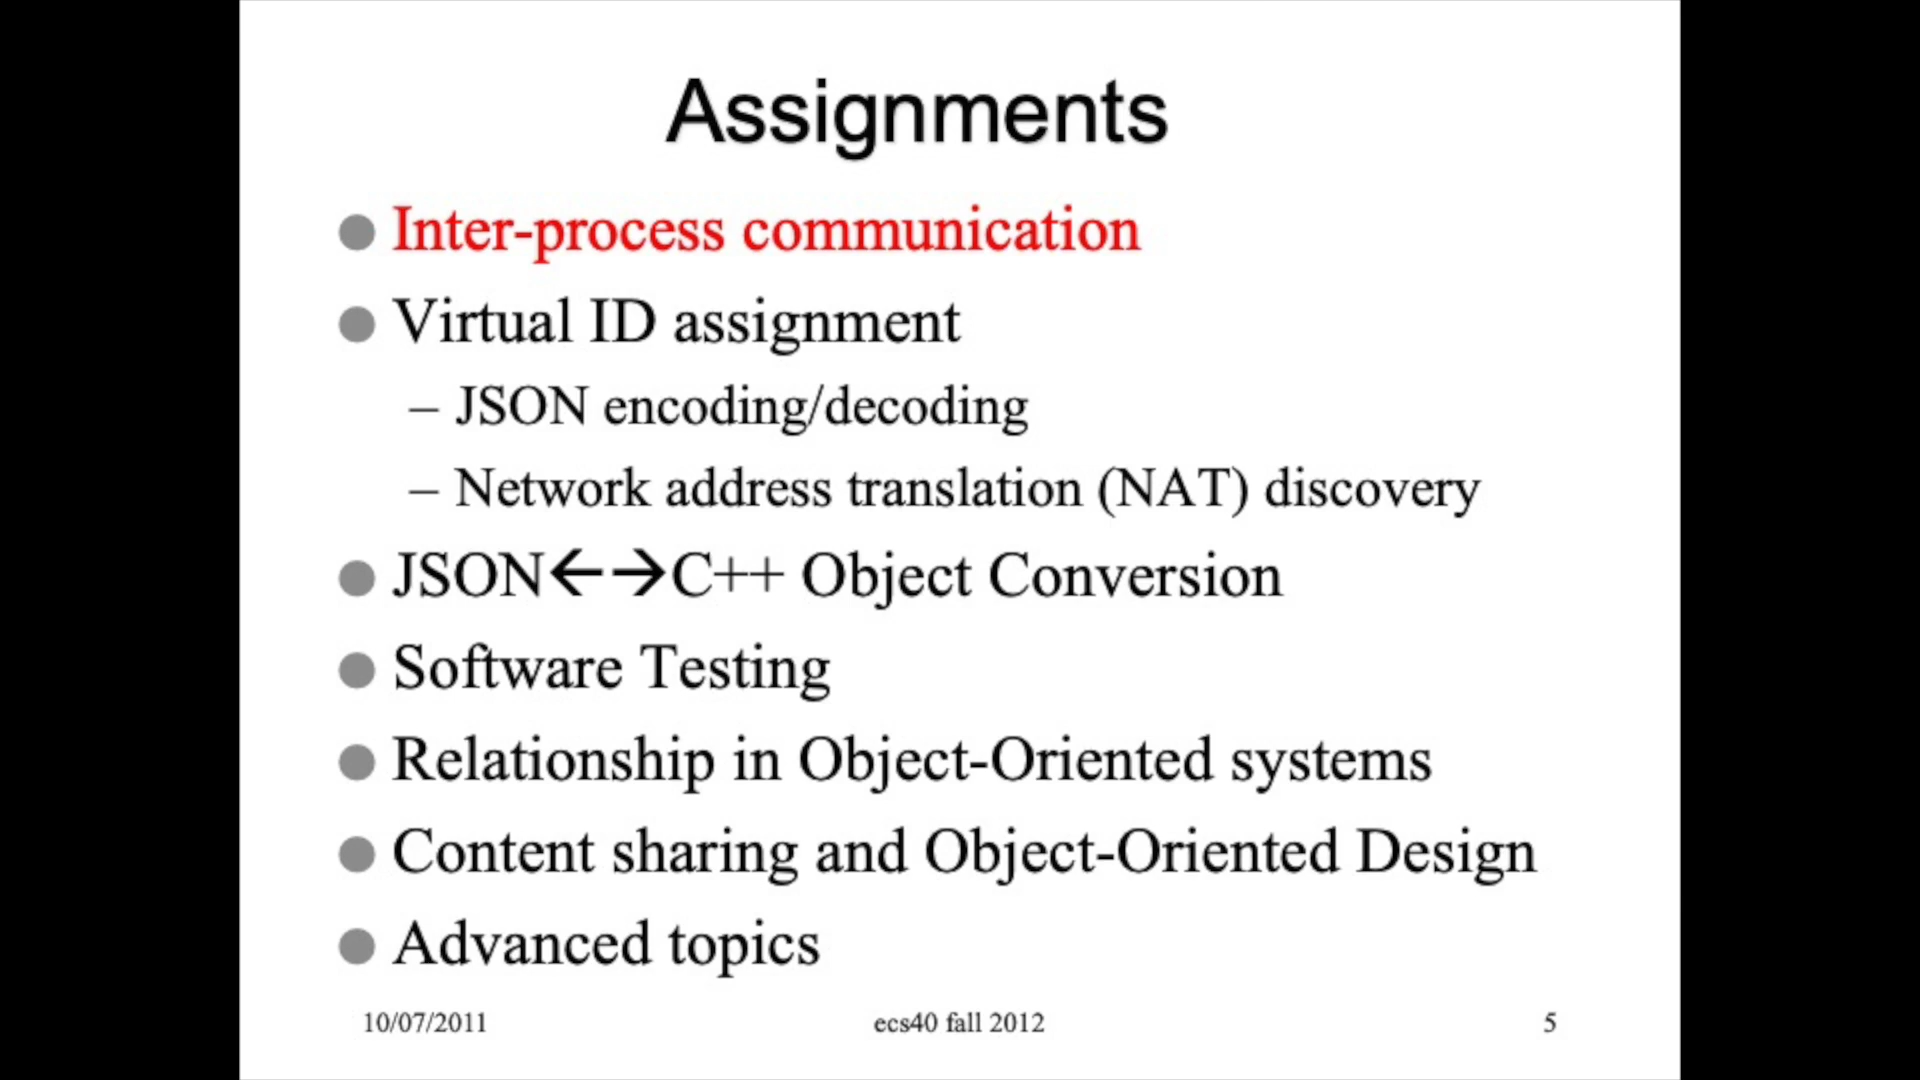 Assignments
Inter-process communication
Virtual ID assignment
– JSON encoding/decoding
– Network address translation (NAT) discovery
JSON←→C++ Object Conversion
Software Testing
Relationship in Object-Oriented systems
Content sharing and Object-Oriented Design
Advanced topics
10/07/2011 ecs40 fall 2012 5